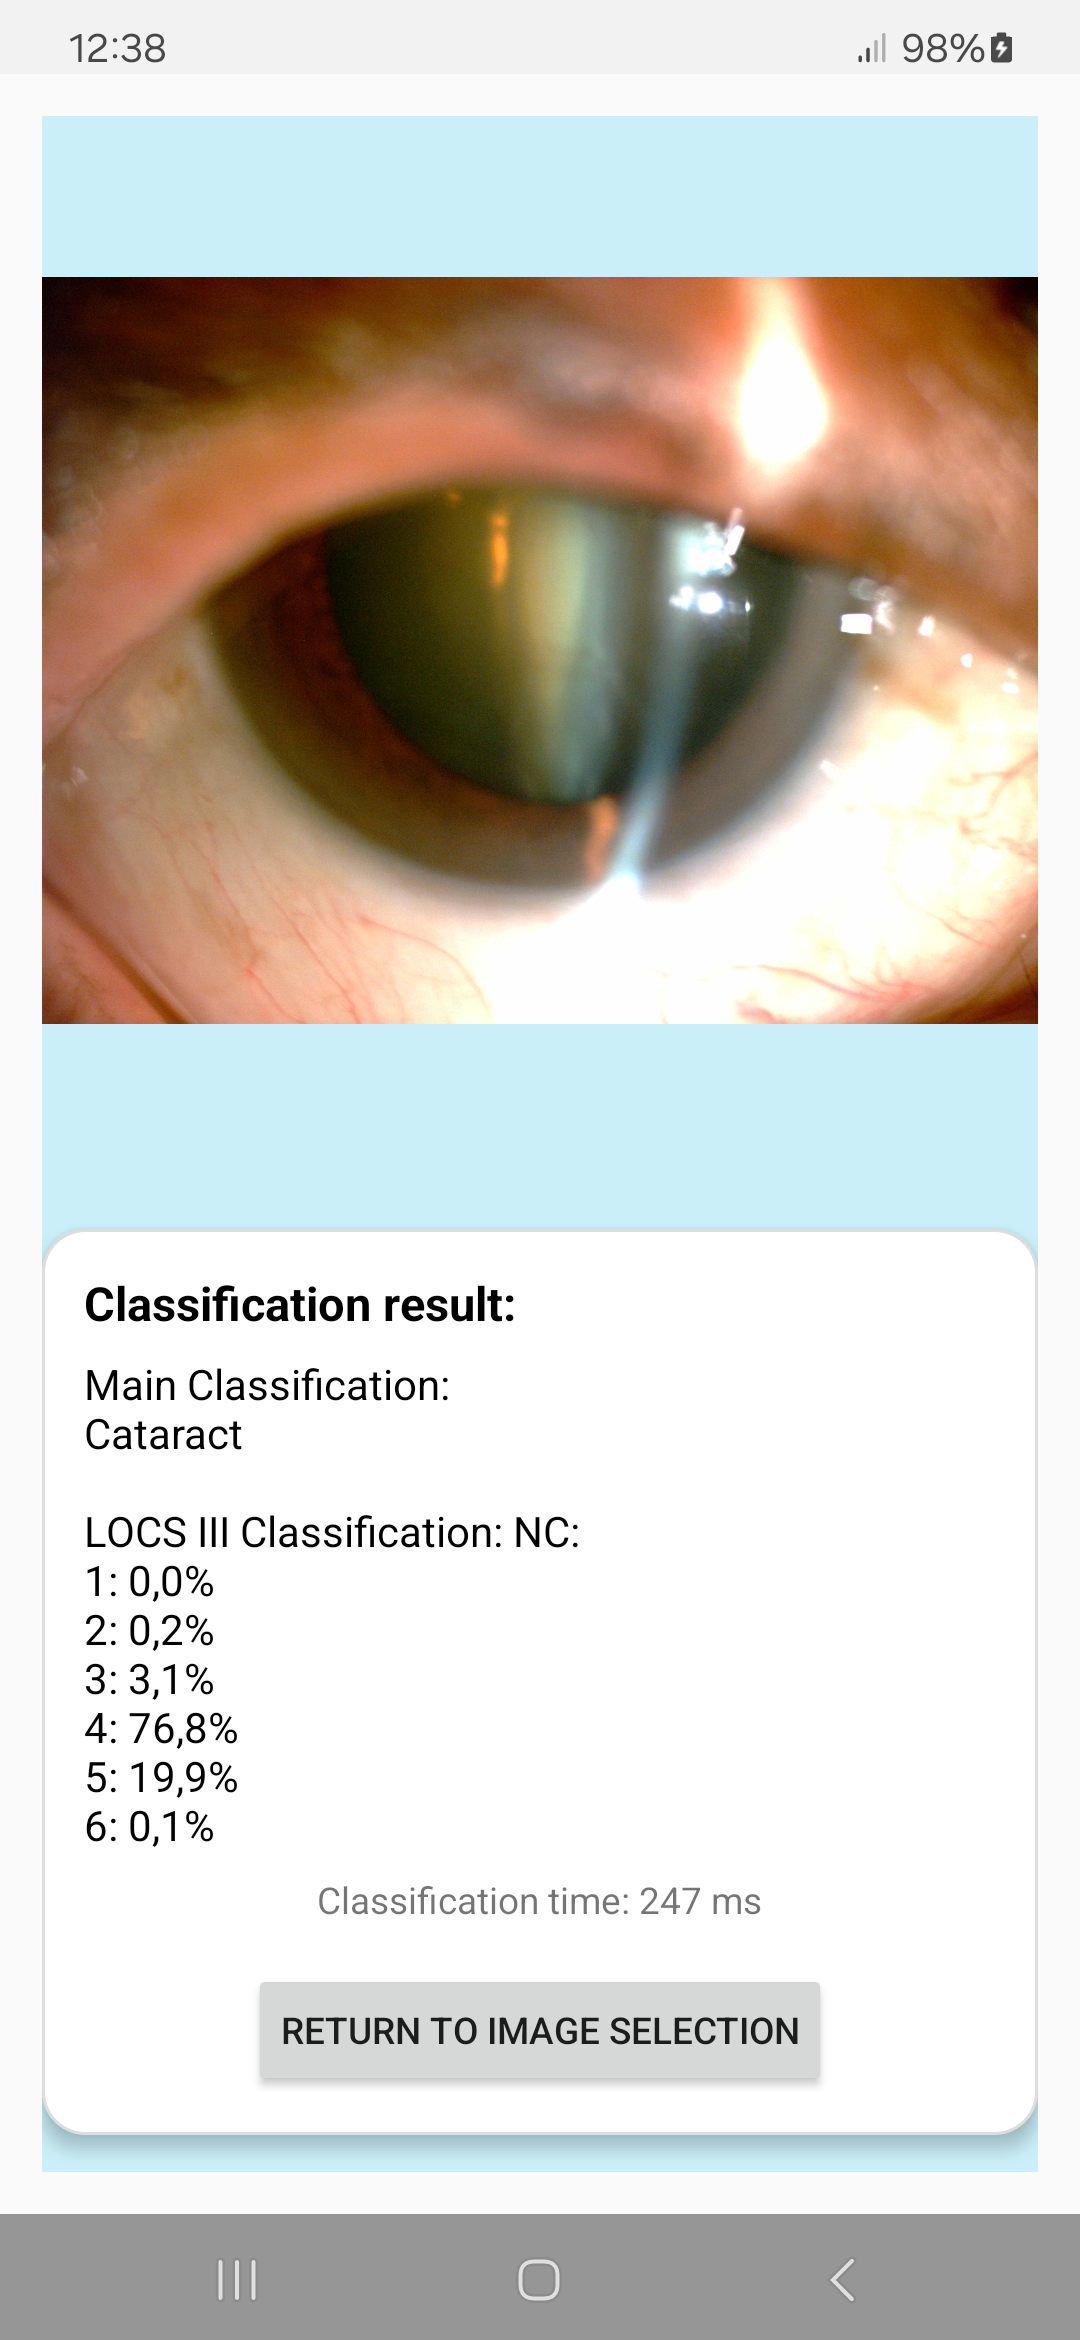 12:38
98%
Classification result:
Main Classification:
Cataract
LOCS III Classification: NC:
1: 0,0%
2: 0,2%
3: 3,1%
4: 76,8%
5: 19,9%
6: 0,1%
Classification time: 247 ms
RETURN TO IMAGE SELECTION